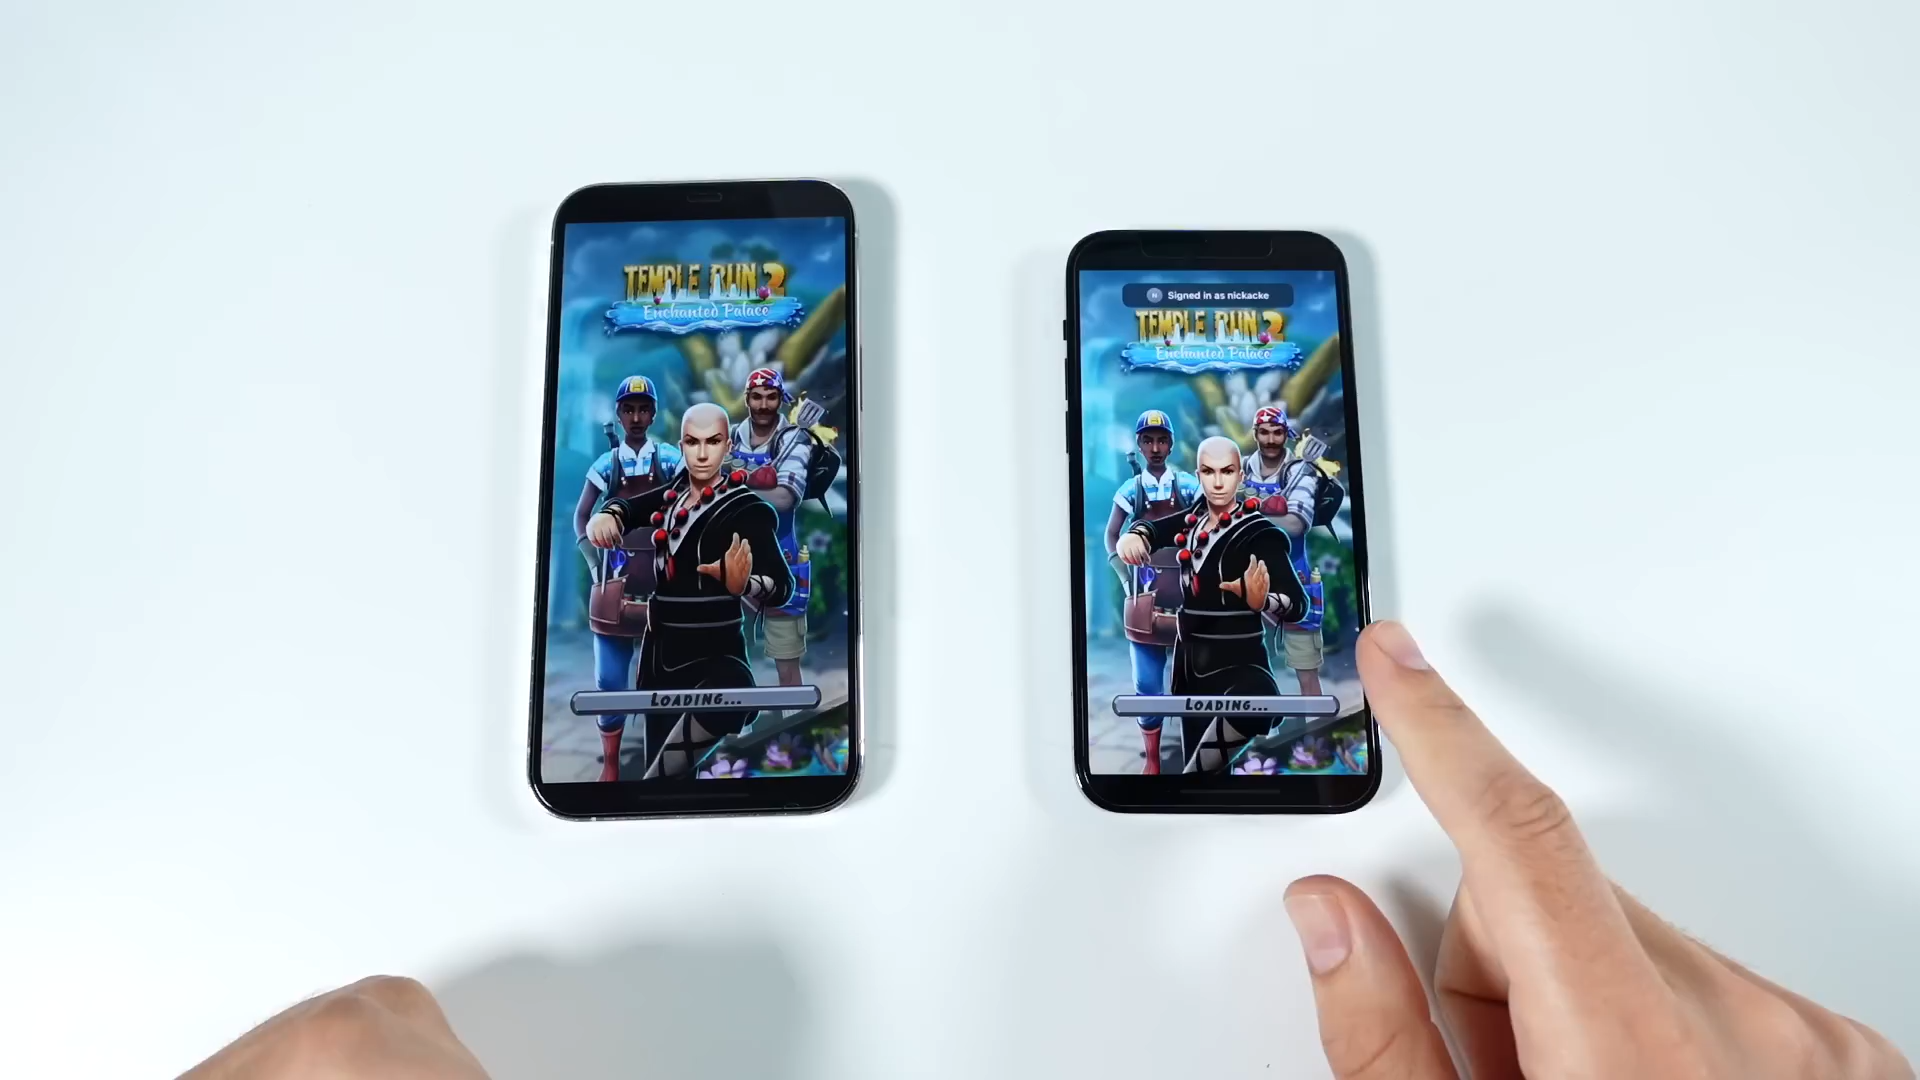 TEMPLE RUN 2
Enchanted Palace
LOADING...
N Signed in as nickacke
TEMPLE RUN 2
Enchanted Palace
LOADING...